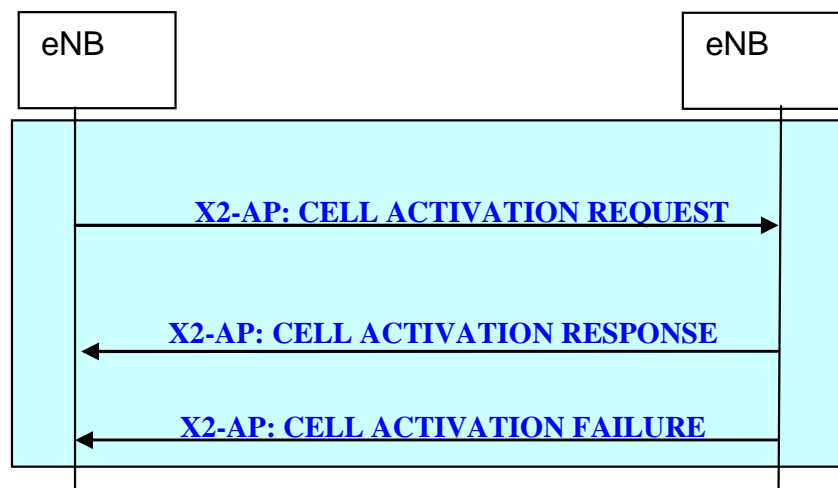 eNB
eNB
X2-AP: CELL ACTIVATION REQUEST
X2-AP: CELL ACTIVATION RESPONSE
X2-AP: CELL ACTIVATION FAILURE